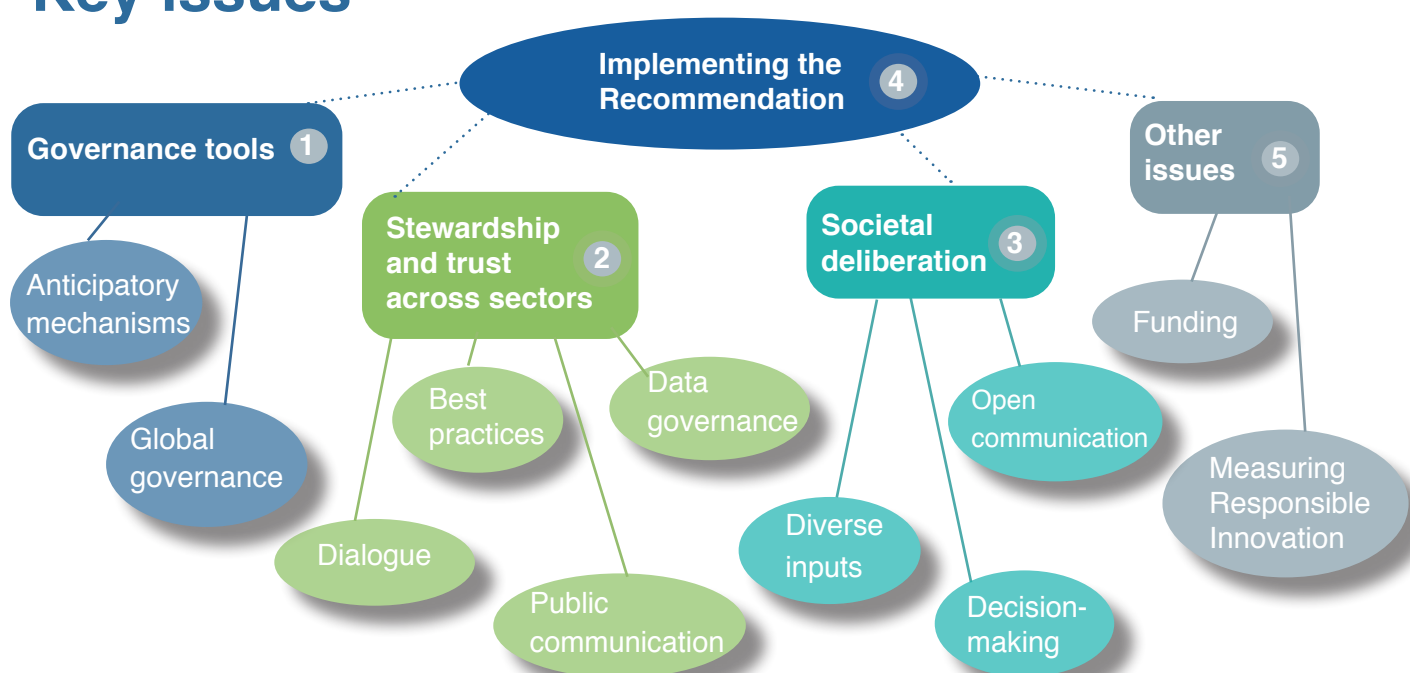 Key issues
Implementing the
Recommendation
4
Governance tools
1
Stewardship
and trust
across sectors
2
Societal
deliberation
3
Other
issues
5
Anticipatory
mechanisms
Global
governance
Dialogue
Best
practices
Public
communication
Data
governance
Diverse
inputs
Decision-
making
Open
communication
Funding
Measuring
Responsible
Innovation